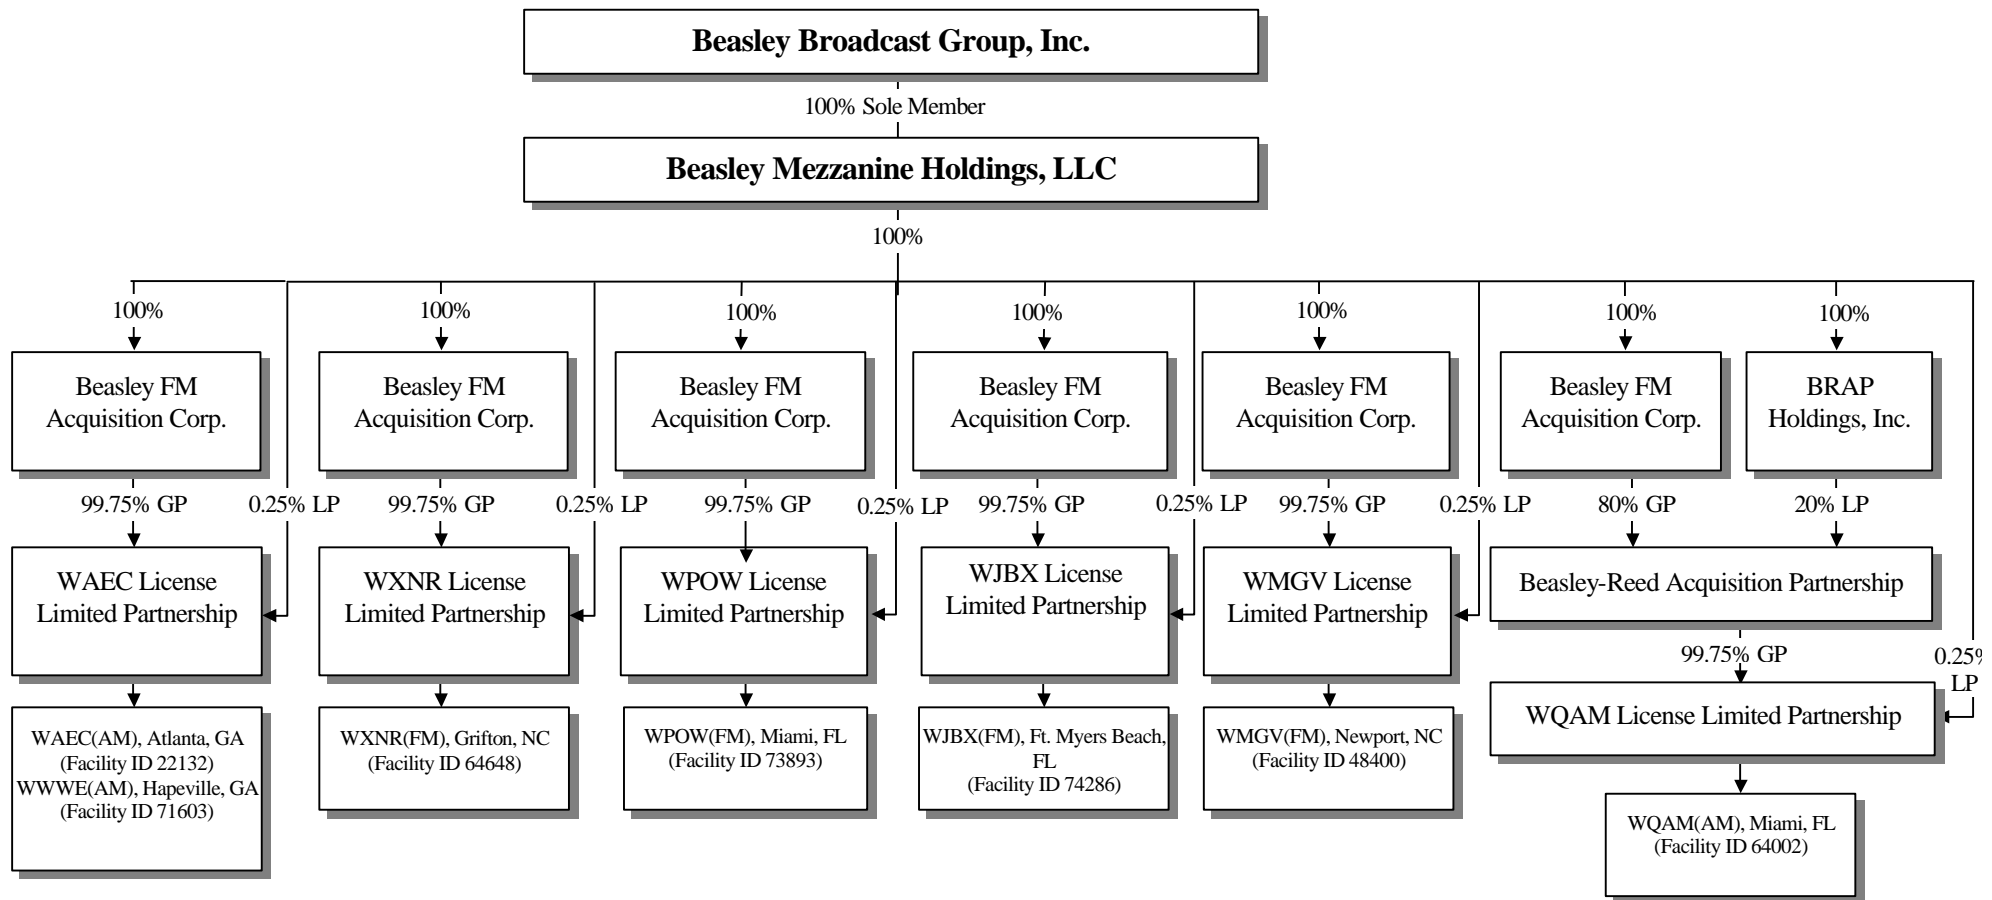 Beasley Broadcast Group, Inc.
100% Sole Member
Beasley Mezzanine Holdings, LLC
100%
100%
100%
100%
100%
100%
100%
100%
Beasley FM
Acquisition Corp.
Beasley FM
Acquisition Corp.
Beasley FM
Acquisition Corp.
Beasley FM
Acquisition Corp.
Beasley FM
Acquisition Corp.
Beasley FM
Acquisition Corp.
BRAP
Holdings, Inc.
99.75% GP
0.25% LP
99.75% GP
0.25% LP
99.75% GP
0.25% LP
99.75% GP
0.25% LP
99.75% GP
0.25% LP
80% GP
20% LP
WAEC License
Limited Partnership
WXNR License
Limited Partnership
WPOW License
Limited Partnership
WJBX License
Limited Partnership
WMGV License
Limited Partnership
Beasley-Reed Acquisition Partnership
99.75% GP
0.25%
LP
WQAM License Limited Partnership
WAEC(AM), Atlanta, GA
(Facility ID 22132)
WWWE(AM), Hapeville, GA
(Facility ID 71603)
WXNR(FM), Grifton, NC
(Facility ID 64648)
WPOW(FM), Miami, FL
(Facility ID 73893)
WJBX(FM), Ft. Myers Beach,
FL
(Facility ID 74286)
WMGV(FM), Newport, NC
(Facility ID 48400)
WQAM(AM), Miami, FL
(Facility ID 64002)